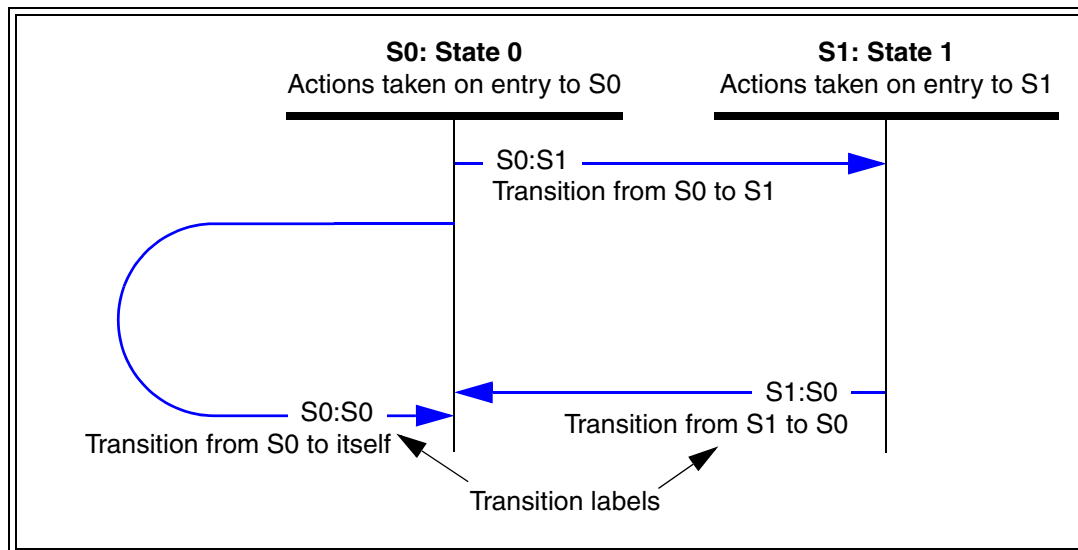 S0: State 0
Actions taken on entry to S0
S1: State 1
Actions taken on entry to S1
S0:S1
Transition from S0 to S1
S1:S0
Transition from S1 to S0
S0:S0
Transition from S0 to itself
Transition labels